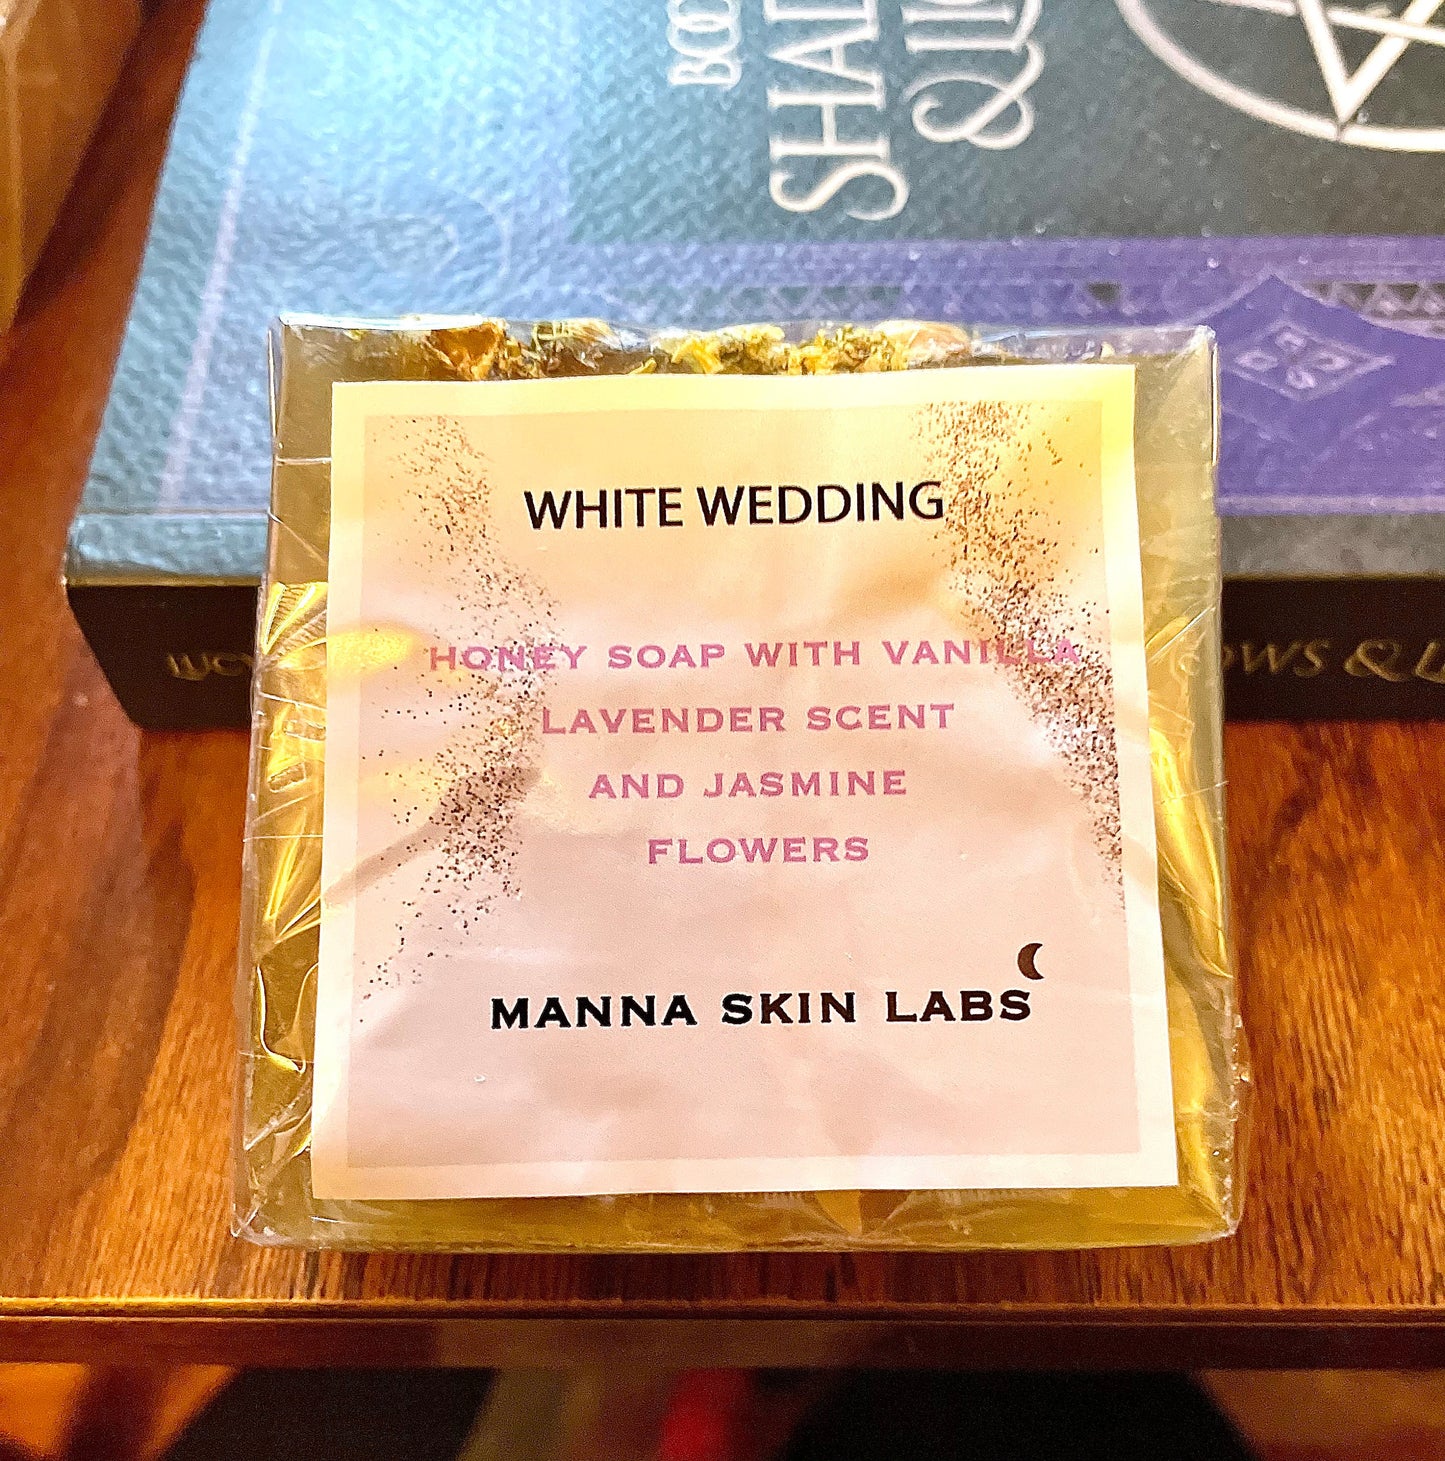 WHITE WEDDING
HONEY SOAP WITH VANILLA
LAVENDER SCENT
AND JASMINE
FLOWERS
MANNA SKIN LABS